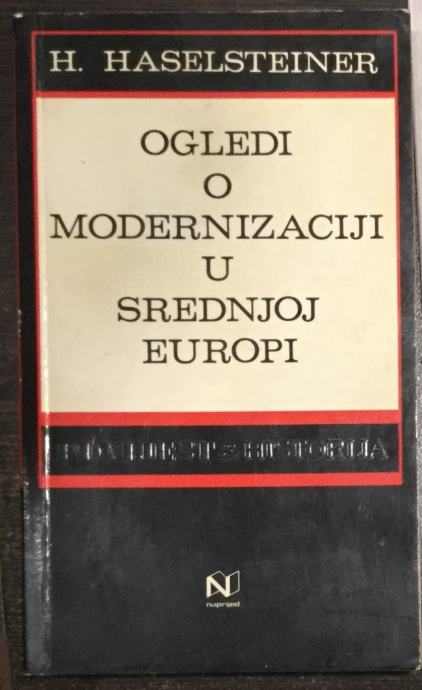 H. HASELSTEINER
OGLEDI
O
MODERNIZACIJI
U
SREDNJOJ
EUROPI
POVIJEST & HISTORIJA
N
naprijed